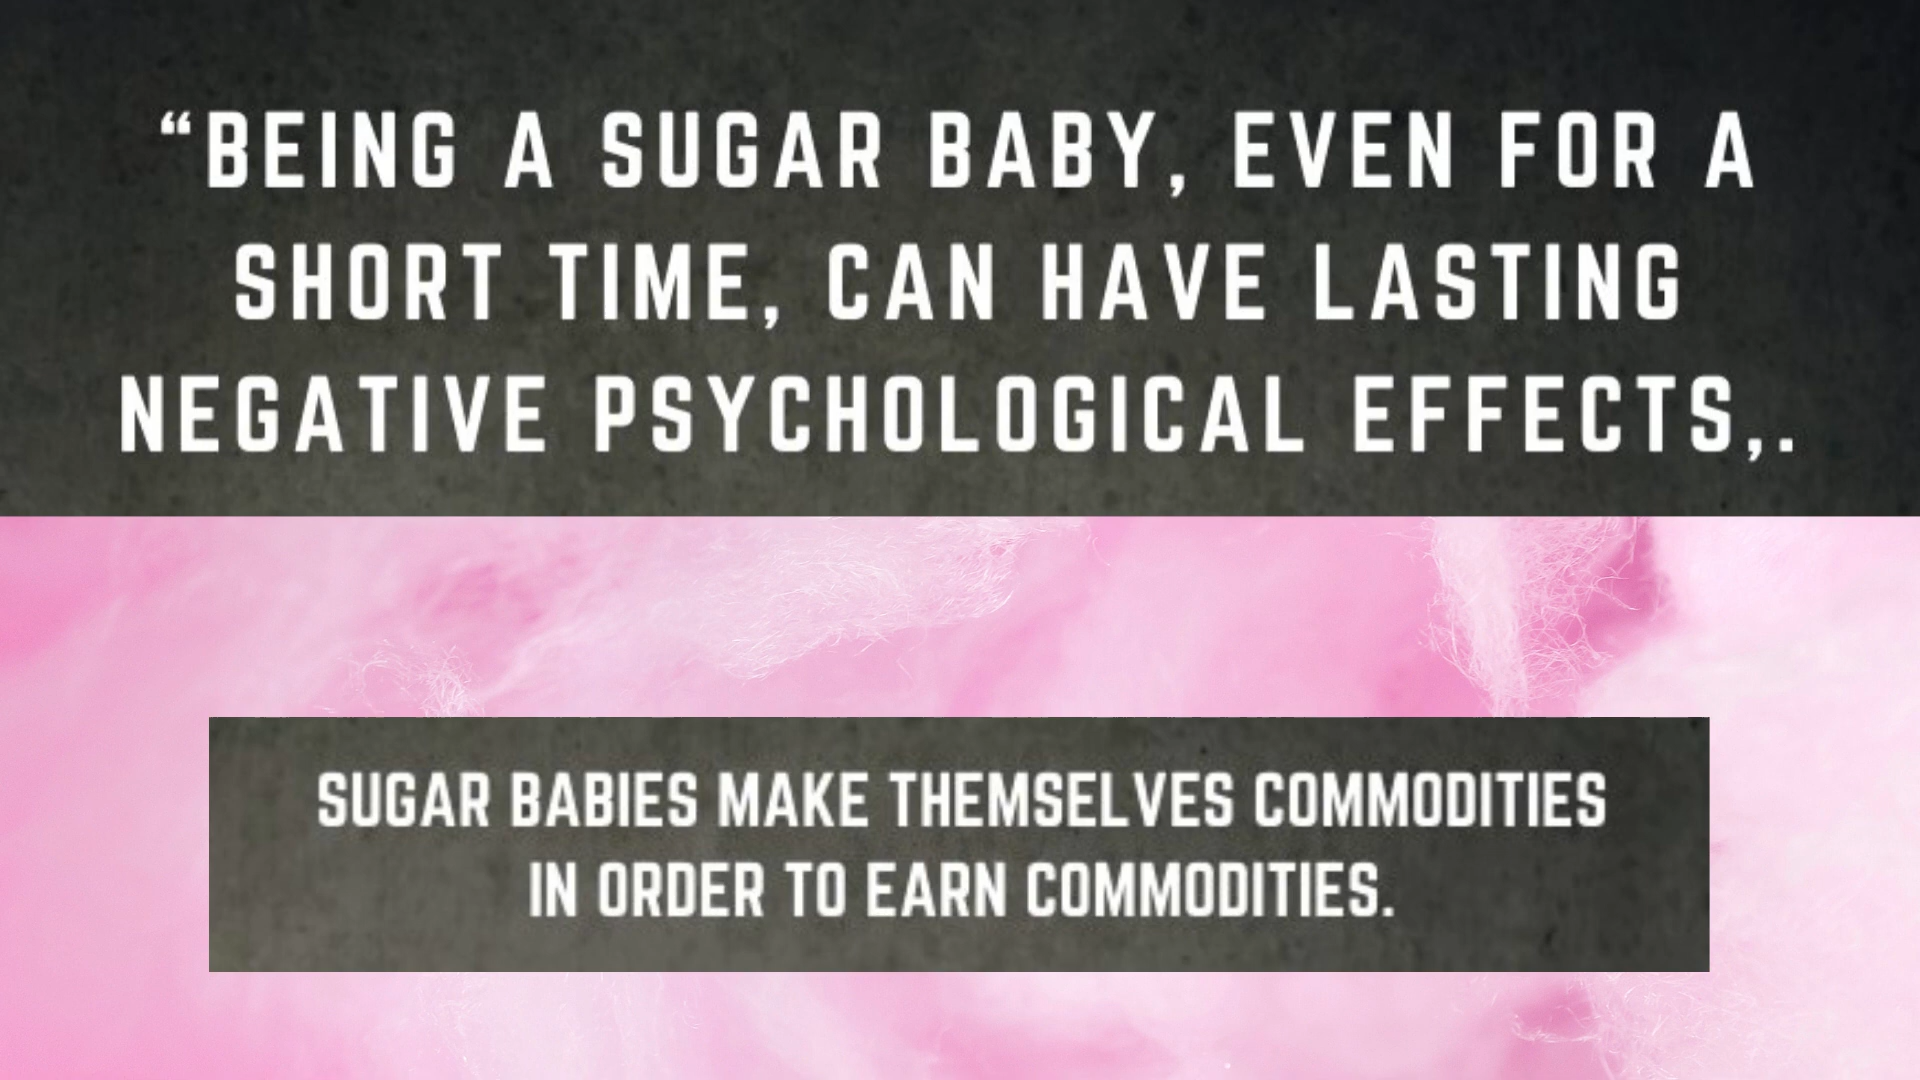 “BEING A SUGAR BABY, EVEN FOR A
SHORT TIME, CAN HAVE LASTING
NEGATIVE PSYCHOLOGICAL EFFECTS,.
SUGAR BABIES MAKE THEMSELVES COMMODITIES
IN ORDER TO EARN COMMODITIES.